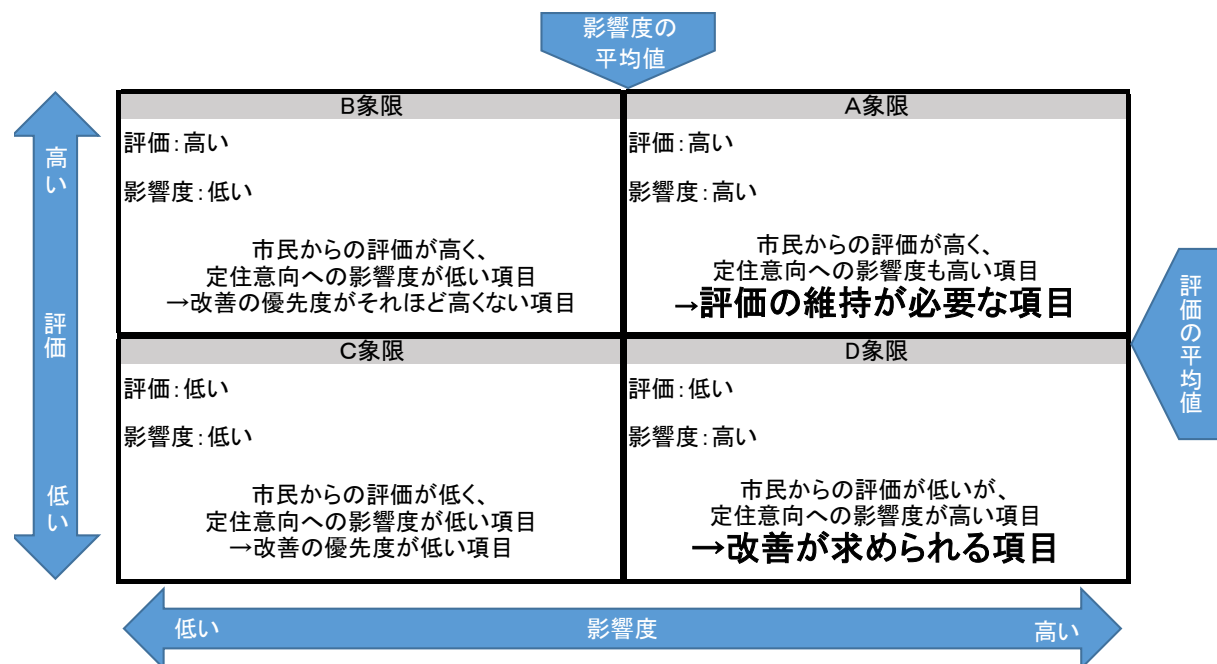 影響度の
平均値
B象限
評価：高い
影響度：低い
市民からの評価が高く、
定住意向への影響度が低い項目
→改善の優先度がそれほど高くない項目
A象限
評価：高い
影響度：高い
市民からの評価が高く、
定住意向への影響度も高い項目
→評価の維持が必要な項目
C象限
評価：低い
影響度：低い
市民からの評価が低く、
定住意向への影響度が低い項目
→改善の優先度が低い項目
D象限
評価：低い
影響度：高い
市民からの評価が低いが、
定住意向への影響度が高い項目
→改善が求められる項目
高い
評価
低い
評価の平均値
低い
影響度
高い